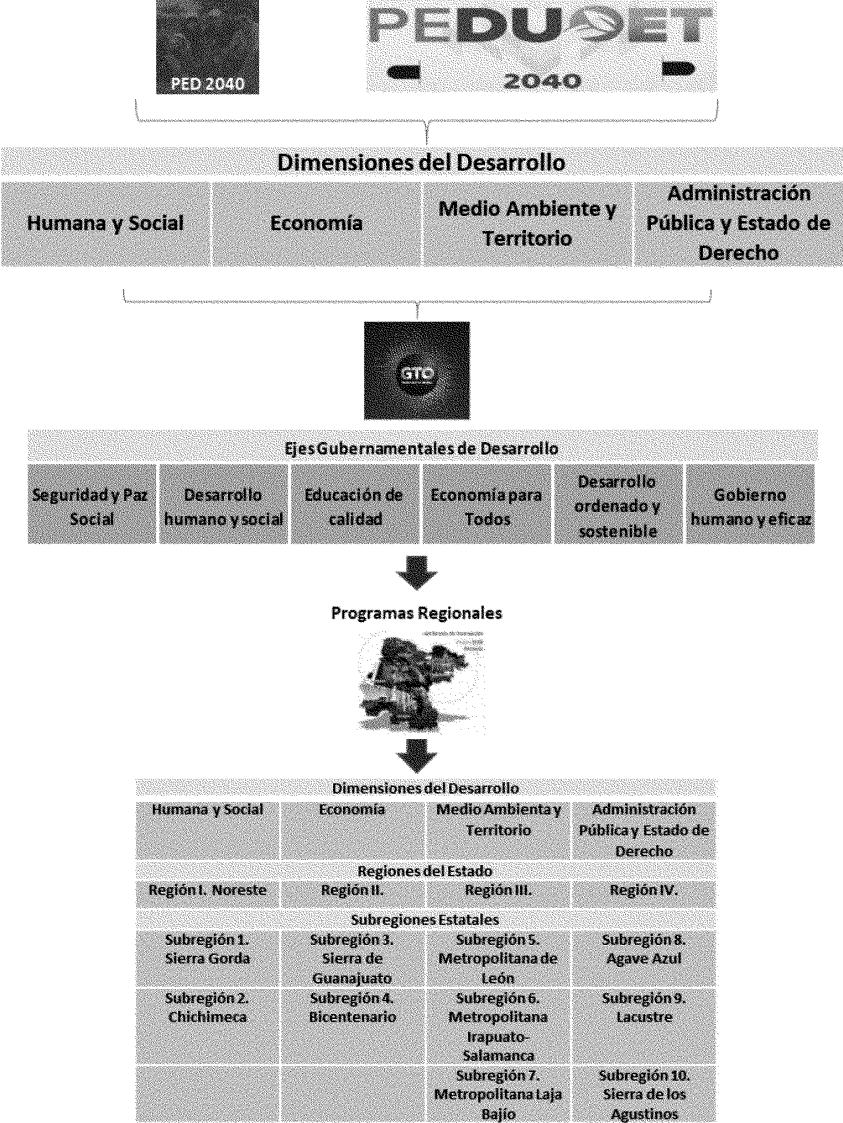 PED 2040
PEDUOET
2040
Dimensiones del Desarrollo
Humana y Social
Economía
Medio Ambiente y
Territorio
Administración
Pública y Estado de
Derecho
GTO
Ejes Gubernamentales de Desarrollo
Seguridad y Paz
Social
Desarrollo
humano y social
Educación de
calidad
Economía para
Todos
Desarrollo
ordenado y
sostenible
Gobierno
humano y eficaz
Programas Regionales
Dimensiones del Desarrollo
Humana y Social
Economía
Medio Ambienta y
Territorio
Administración
Pública y Estado de
Derecho
Regiones del Estado
Región I. Noreste
Región II.
Región III.
Región IV.
Subregiones Estatales
Subregión 1.
Sierra Gorda
Subregión 3.
Sierra de
Guanajuato
Subregión 5.
Metropolitana de
León
Subregión 8.
Agave Azul
Subregión 2.
Chichimeca
Subregión 4.
Bicentenario
Subregión 6.
Metropolitana
Irapuato-
Salamanca
Subregión 9.
Lacustre
Subregión 7.
Metropolitana Laja
Bajío
Subregión 10.
Sierra de los
Agustinos